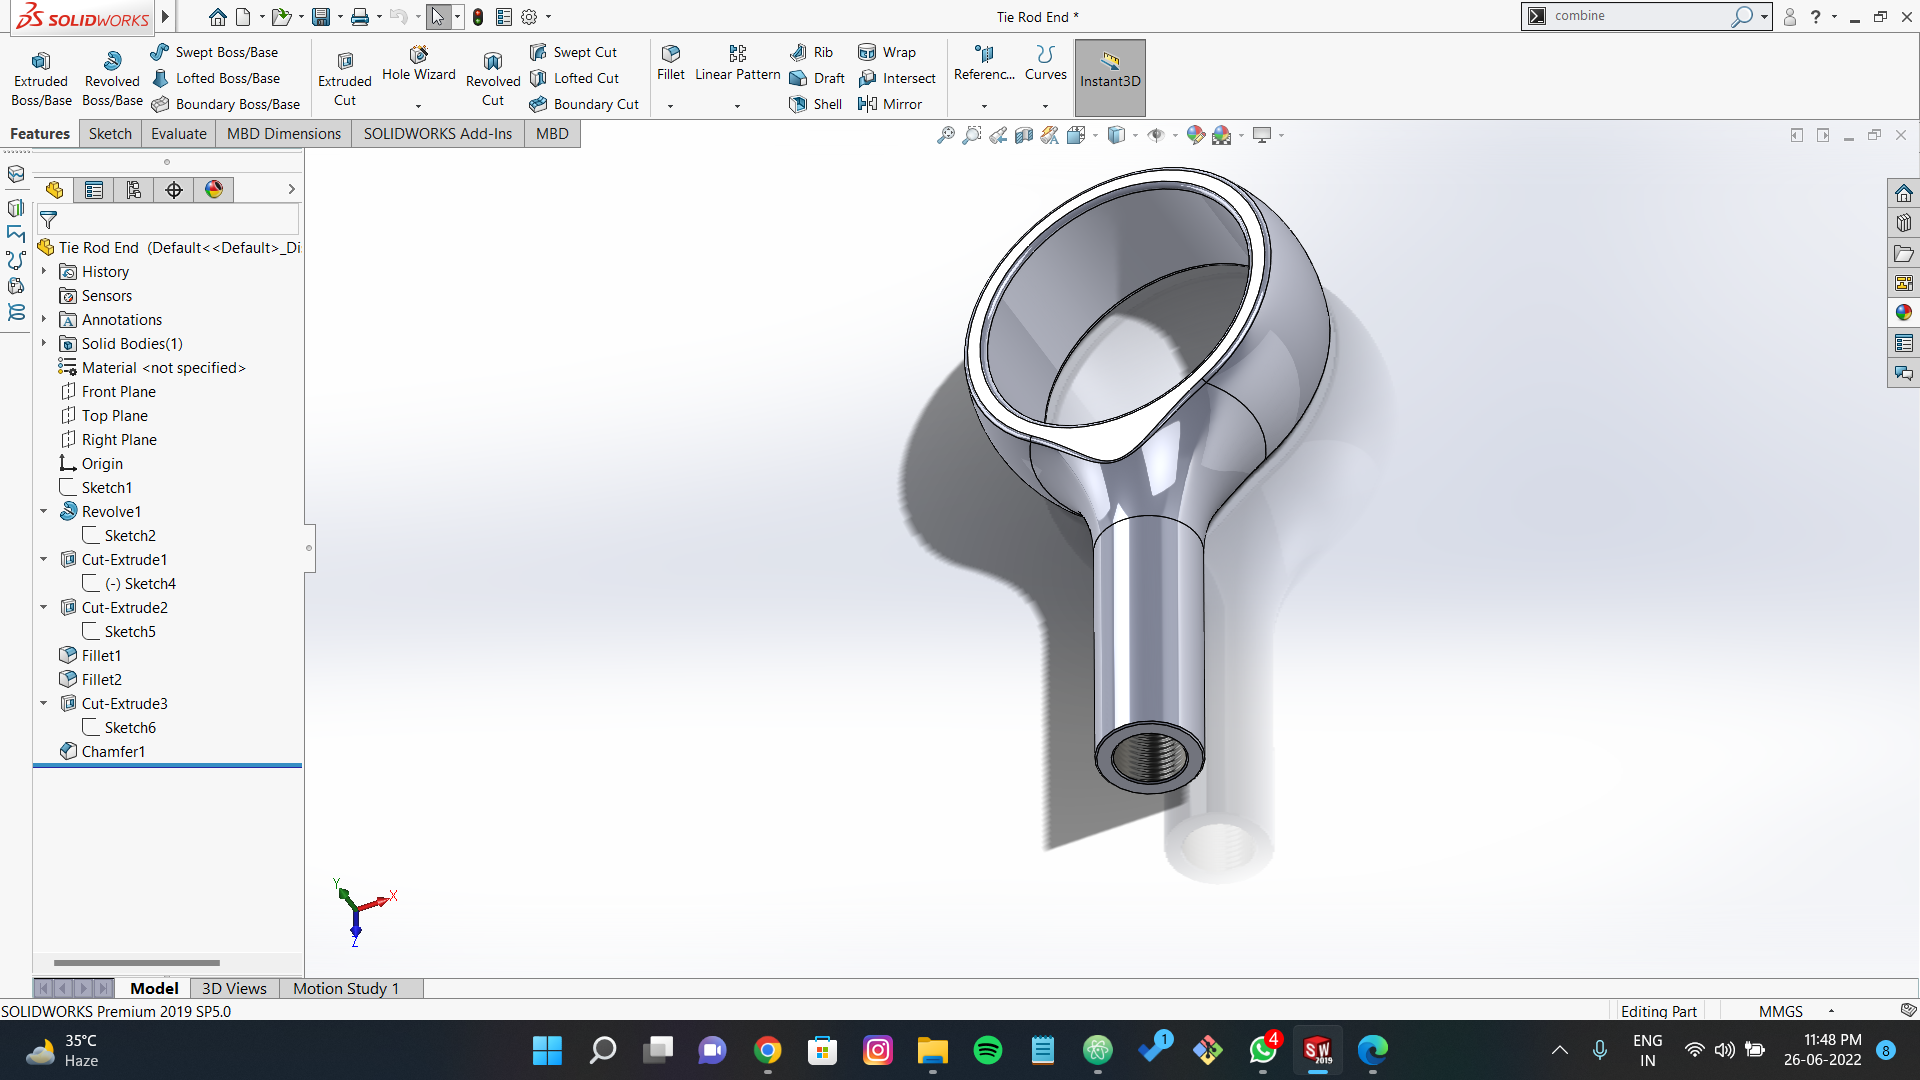 SOLIDWORKS
Tie Rod End *
combine
?
Extruded Boss/Base
Revolved Boss/Base
Swept Boss/Base
Lofted Boss/Base
Boundary Boss/Base
Extruded Cut
Hole Wizard
Revolved Cut
Swept Cut
Lofted Cut
Boundary Cut
Fillet
Linear Pattern
Rib
Draft
Shell
Wrap
Intersect
Mirror
Referenc...
Curves
Instant3D
Features
Sketch
Evaluate
MBD Dimensions
SOLIDWORKS Add-Ins
MBD
Tie Rod End (Default<<Default>_Di
History
Sensors
Annotations
Solid Bodies(1)
Material <not specified>
Front Plane
Top Plane
Right Plane
Origin
Sketch1
Revolve1
Sketch2
Cut-Extrude1
(-) Sketch4
Cut-Extrude2
Sketch5
Fillet1
Fillet2
Cut-Extrude3
Sketch6
Chamfer1
Y
X
Z
Model
3D Views
Motion Study 1
SOLIDWORKS Premium 2019 SP5.0
Editing Part
MMGS
35°C
Haze
1
4
SW
2019
ENG
IN
11:48 PM
26-06-2022
8